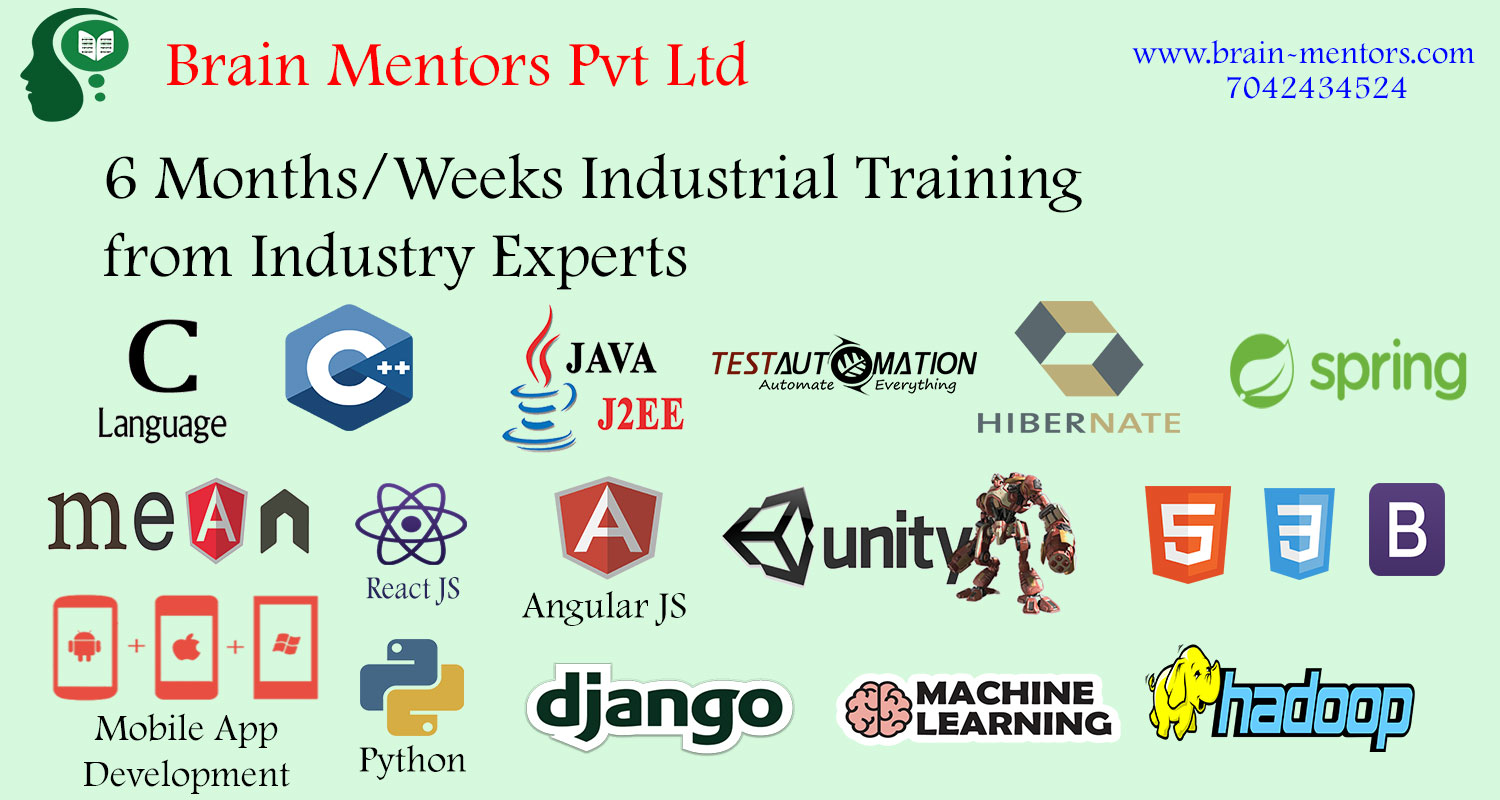 Brain Mentors Pvt Ltd
www.brain-mentors.com
7042434524
6 Months/Weeks Industrial Training
from Industry Experts
C
Language
C++
JAVA
J2EE
TESTAUTOMATION
Automate Everything
HIBERNATE
spring
meAn
React JS
A
Angular JS
unity
5
3
B
Mobile App
Development
Python
django
MACHINE
LEARNING
hadoop